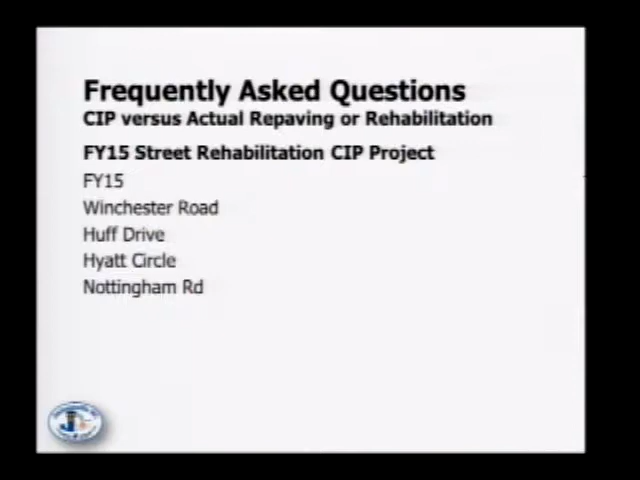 Frequently Asked Questions
CIP versus Actual Repaving or Rehabilitation
FY15 Street Rehabilitation CIP Project
FY15
Winchester Road
Huff Drive
Hyatt Circle
Nottingham Rd